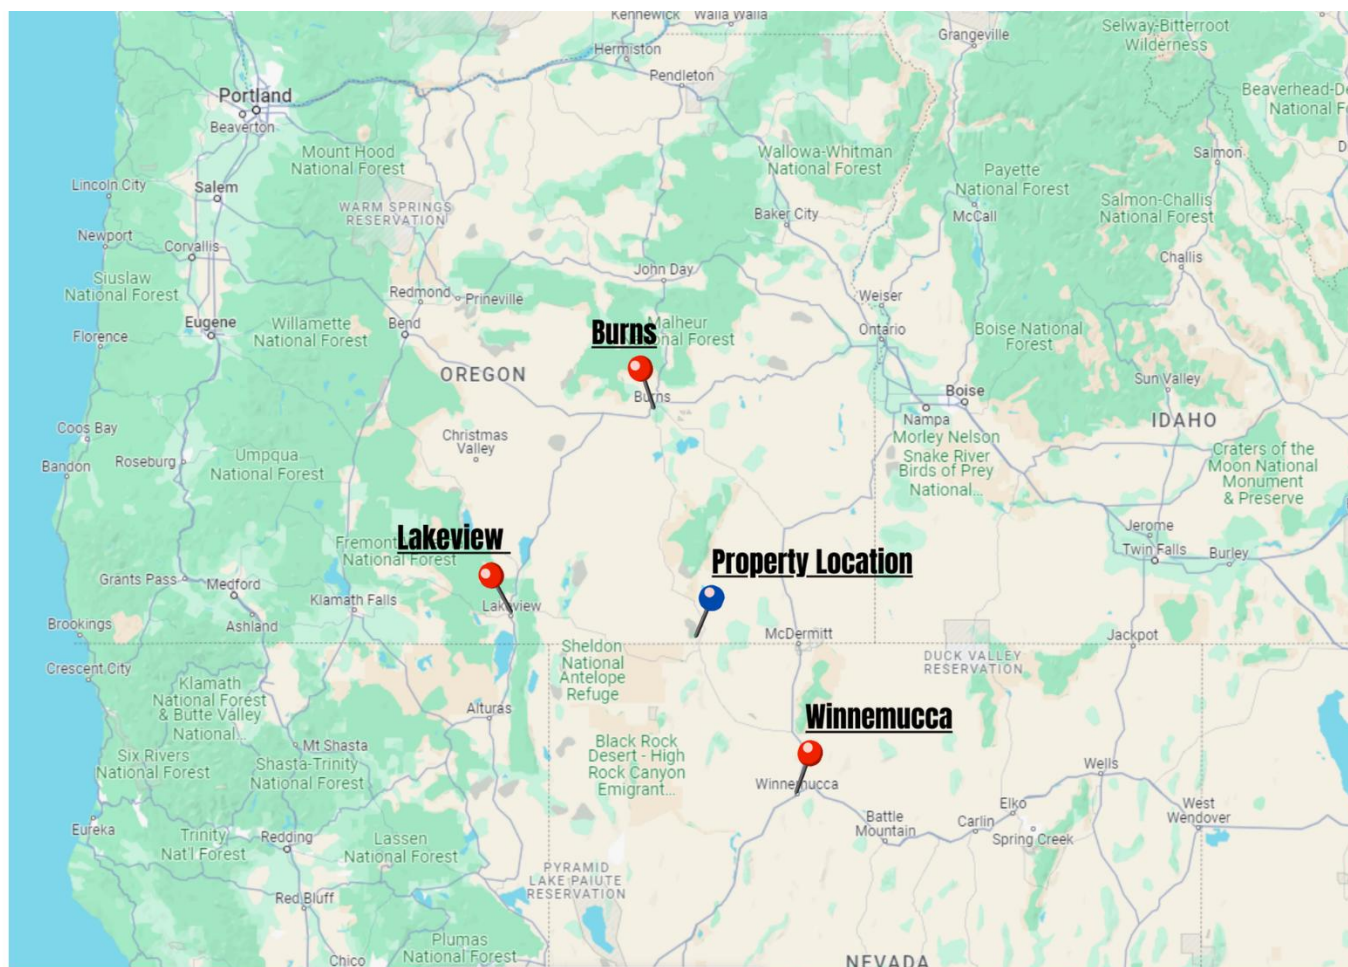 Kennewick
Walla Walla
Grangeville
Selway-Bitterroot
Wilderness
Hermiston
Pendleton
Portland
Beaverton
Beaverhead-De
National F
Mount Hood
National Forest
Wallowa-Whitman
National Forest
Payette
National Forest
Salmon
Lincoln City
Salem
WARM SPRINGS
RESERVATION
Baker City
McCall
Salmon-Challis
National Forest
Newport
Corvallis
Siuslaw
National Forest
John Day
Challis
Redmond
Prineville
Weiser
Florence
Eugene
Willamette
National Forest
Bend
Burns
Malheur
nal Forest
Ontario
Boise National
Forest
OREGON
Sun Valley
Boise
Burns
Nampa
IDAHO
Coos Bay
Christmas
Valley
Morley Nelson
Snake River
Birds of Prey
National...
Craters of the
Moon National
Monument
& Preserve
Bandon
Roseburg
Umpqua
National Forest
Lakeview
Fremont
National Forest
Property Location
Jerome
Twin Falls
Burley
Grants Pass
Medford
Klamath Falls
Lakeview
Brookings
Ashland
McDermitt
Jackpot
Crescent City
Sheldon
National
Antelope
Refuge
DUCK VALLEY
RESERVATION
Klamath
National Forest
& Butte Valley
National...
Alturas
Winnemucca
Mt Shasta
Six Rivers
National Forest
Shasta-Trinity
National Forest
Black Rock
Desert - High
Rock Canyon
Emigrant...
Winnemucca
Wells
Eureka
Trinity
Nat'l Forest
Redding
Lassen
National Forest
Battle
Mountain
Carlin
Elko
Spring Creek
West
Wendover
PYRAMID
LAKE PAIUTE
RESERVATION
Red Bluff
Plumas
National Forest
Chico
NEVADA